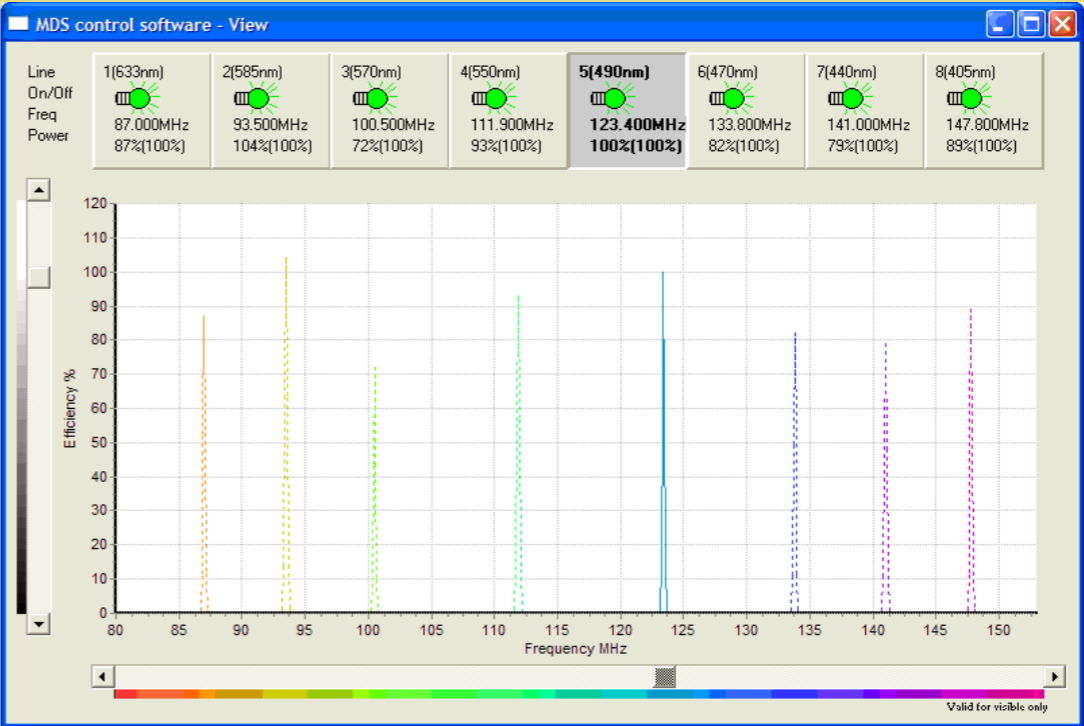 MDS control software - View
Line
On/Off
Freq
Power
1(633nm)
87.000MHz
87%(100%)
2(585nm)
93.500MHz
104%(100%)
3(570nm)
100.500MHz
72%(100%)
4(550nm)
111.900MHz
93%(100%)
5(490nm)
123.400MHz
100%(100%)
6(470nm)
133.800MHz
82%(100%)
7(440nm)
141.000MHz
79%(100%)
8(405nm)
147.800MHz
89%(100%)
Efficiency %
120
110
100
90
80
70
60
50
40
30
20
10
0
80 85 90 95 100 105 110 115 120 125 130 135 140 145 150
Frequency MHz
Valid for visible only